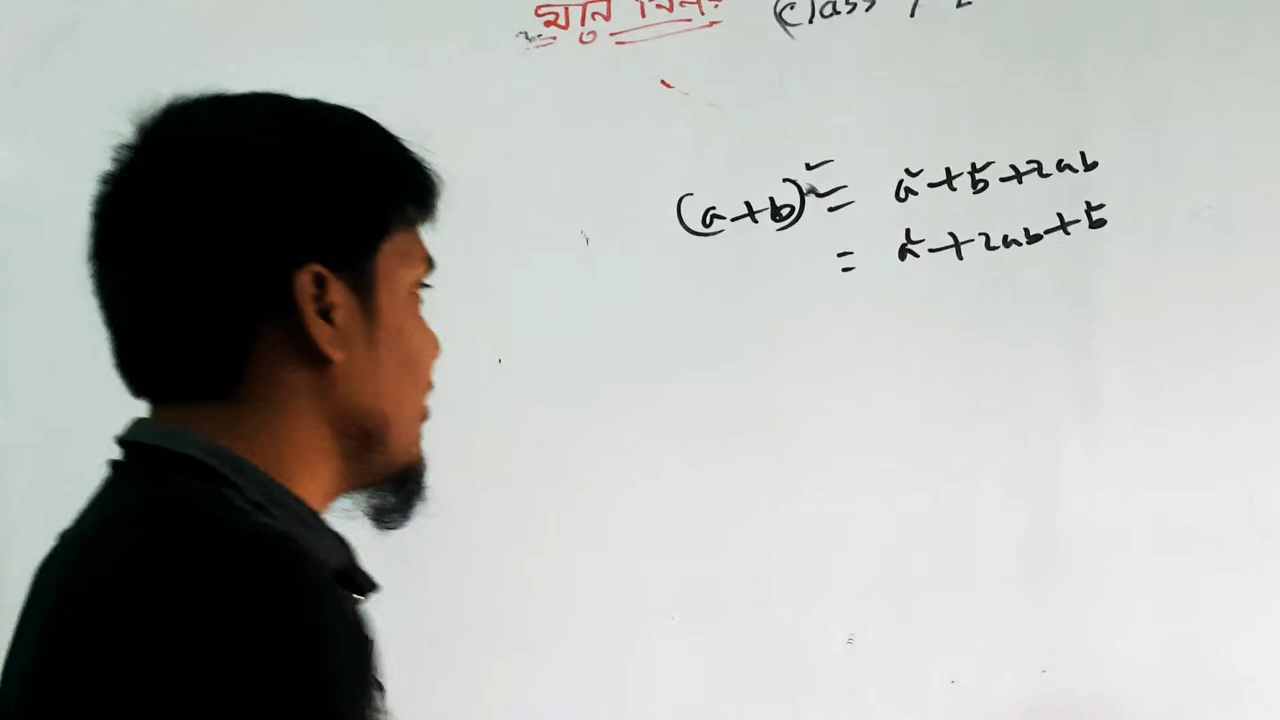 (Class
(a+b)² = a²+b²+2ab
= a²+2ab+b²